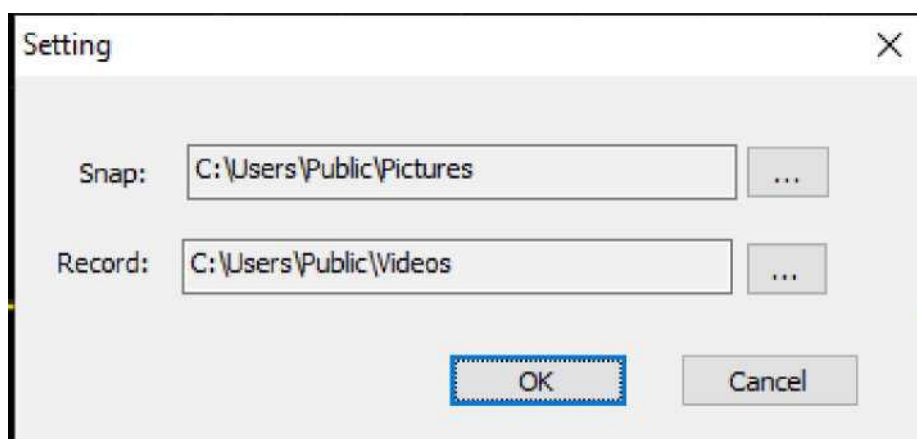 Setting
Snap: C:\Users\Public\Pictures ...
Record: C:\Users\Public\Videos ...
OK Cancel